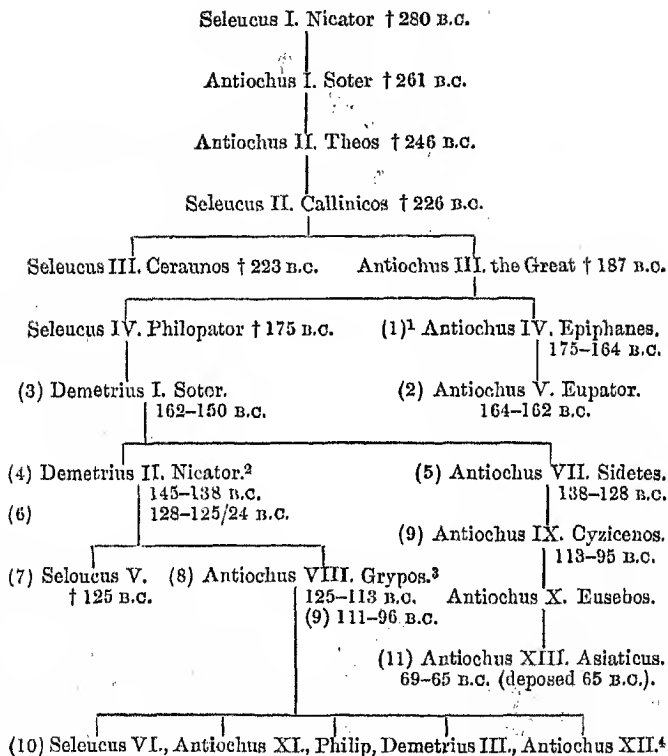 Seleucus I. Nicator † 280 B.C.
Antiochus I. Soter † 261 B.C.
Antiochus II. Theos † 246 B.C.
Seleucus II. Callinicos † 226 B.C.
Seleucus III. Ceraunos † 223 B.C. Antiochus III. the Great † 187 B.C.
Seleucus IV. Philopator † 175 B.C. (1)¹ Antiochus IV. Epiphanes.
175–164 B.C.
(3) Demetrius I. Soter. (2) Antiochus V. Eupator.
162–150 B.C. 164–162 B.C.
(4) Demetrius II. Nicator.² (5) Antiochus VII. Sidetes.
145–138 B.C. 138–128 B.C.
(6) 128–125/24 B.C.
(9) Antiochus IX. Cyzicenos.
113–95 B.C.
(7) Seloucus V. (8) Antiochus VIII. Grypos.³
† 125 B.C. 125–113 B.C. Antiochus X. Eusebos.
(9) 111–96 B.C.
(11) Antiochus XIII. Asiaticus.
69–65 B.C. (deposed 65 B.C.).
(10) Seleucus VI., Antiochus XI., Philip, Demetrius III., Antiochus XII.⁴